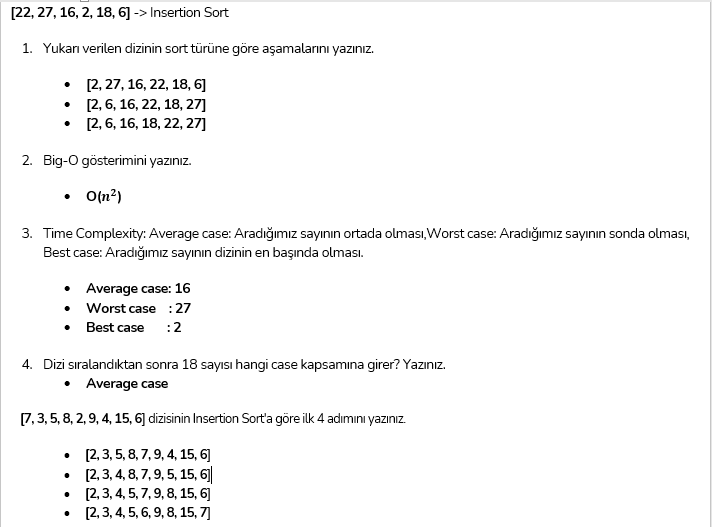 [22, 27, 16, 2, 18, 6] -> Insertion Sort
1. Yukarı verilen dizinin sort türüne göre aşamalarını yazınız.
• [2, 27, 16, 22, 18, 6]
• [2, 6, 16, 22, 18, 27]
• [2, 6, 16, 18, 22, 27]
2. Big-O gösterimini yazınız.
• O(n²)
3. Time Complexity: Average case: Aradığımız sayının ortada olması,Worst case: Aradığımız sayının sonda olması,
Best case: Aradığımız sayının dizinin en başında olması.
• Average case: 16
• Worst case : 27
• Best case : 2
4. Dizi sıralandıktan sonra 18 sayısı hangi case kapsamına girer? Yazınız.
• Average case
[7, 3, 5, 8, 2, 9, 4, 15, 6] dizisinin Insertion Sort'a göre ilk 4 adımını yazınız.
• [2, 3, 5, 8, 7, 9, 4, 15, 6]
• [2, 3, 4, 8, 7, 9, 5, 15, 6]
• [2, 3, 4, 5, 7, 9, 8, 15, 6]
• [2, 3, 4, 5, 6, 9, 8, 15, 7]